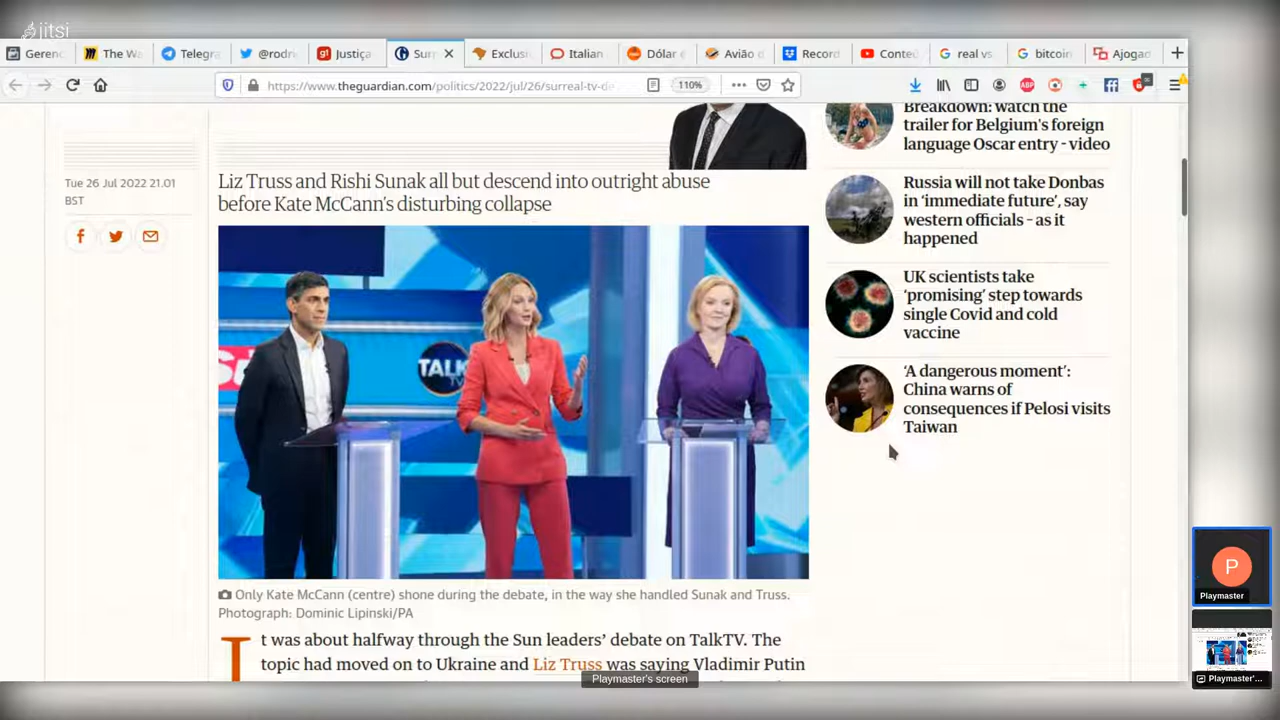 jitsi
Geren
The Wa
Telegra
@rodri
Justiça
Sur
Exclus
Italian
Dólar
Avião d
Record
Conteú
real vs
bitcoin
Ajogad
https://www.theguardian.com/politics/2022/jul/26/surreal-tv-de
110%
Breakdown: watch the
trailer for Belgium's foreign
language Oscar entry - video
Tue 26 Jul 2022 21.01
BST
Liz Truss and Rishi Sunak all but descend into outright abuse
before Kate McCann's disturbing collapse
Russia will not take Donbas
in ‘immediate future’, say
western officials – as it
happened
UK scientists take
‘promising’ step towards
single Covid and cold
vaccine
‘A dangerous moment’:
China warns of
consequences if Pelosi visits
Taiwan
TALK
TV
Only Kate McCann (centre) shone during the debate, in the way she handled Sunak and Truss.
Photograph: Dominic Lipinski/PA
It was about halfway through the Sun leaders’ debate on TalkTV. The
topic had moved on to Ukraine and Liz Truss was saying Vladimir Putin
P
Playmaster
Playmaster's screen
Playmaster'...